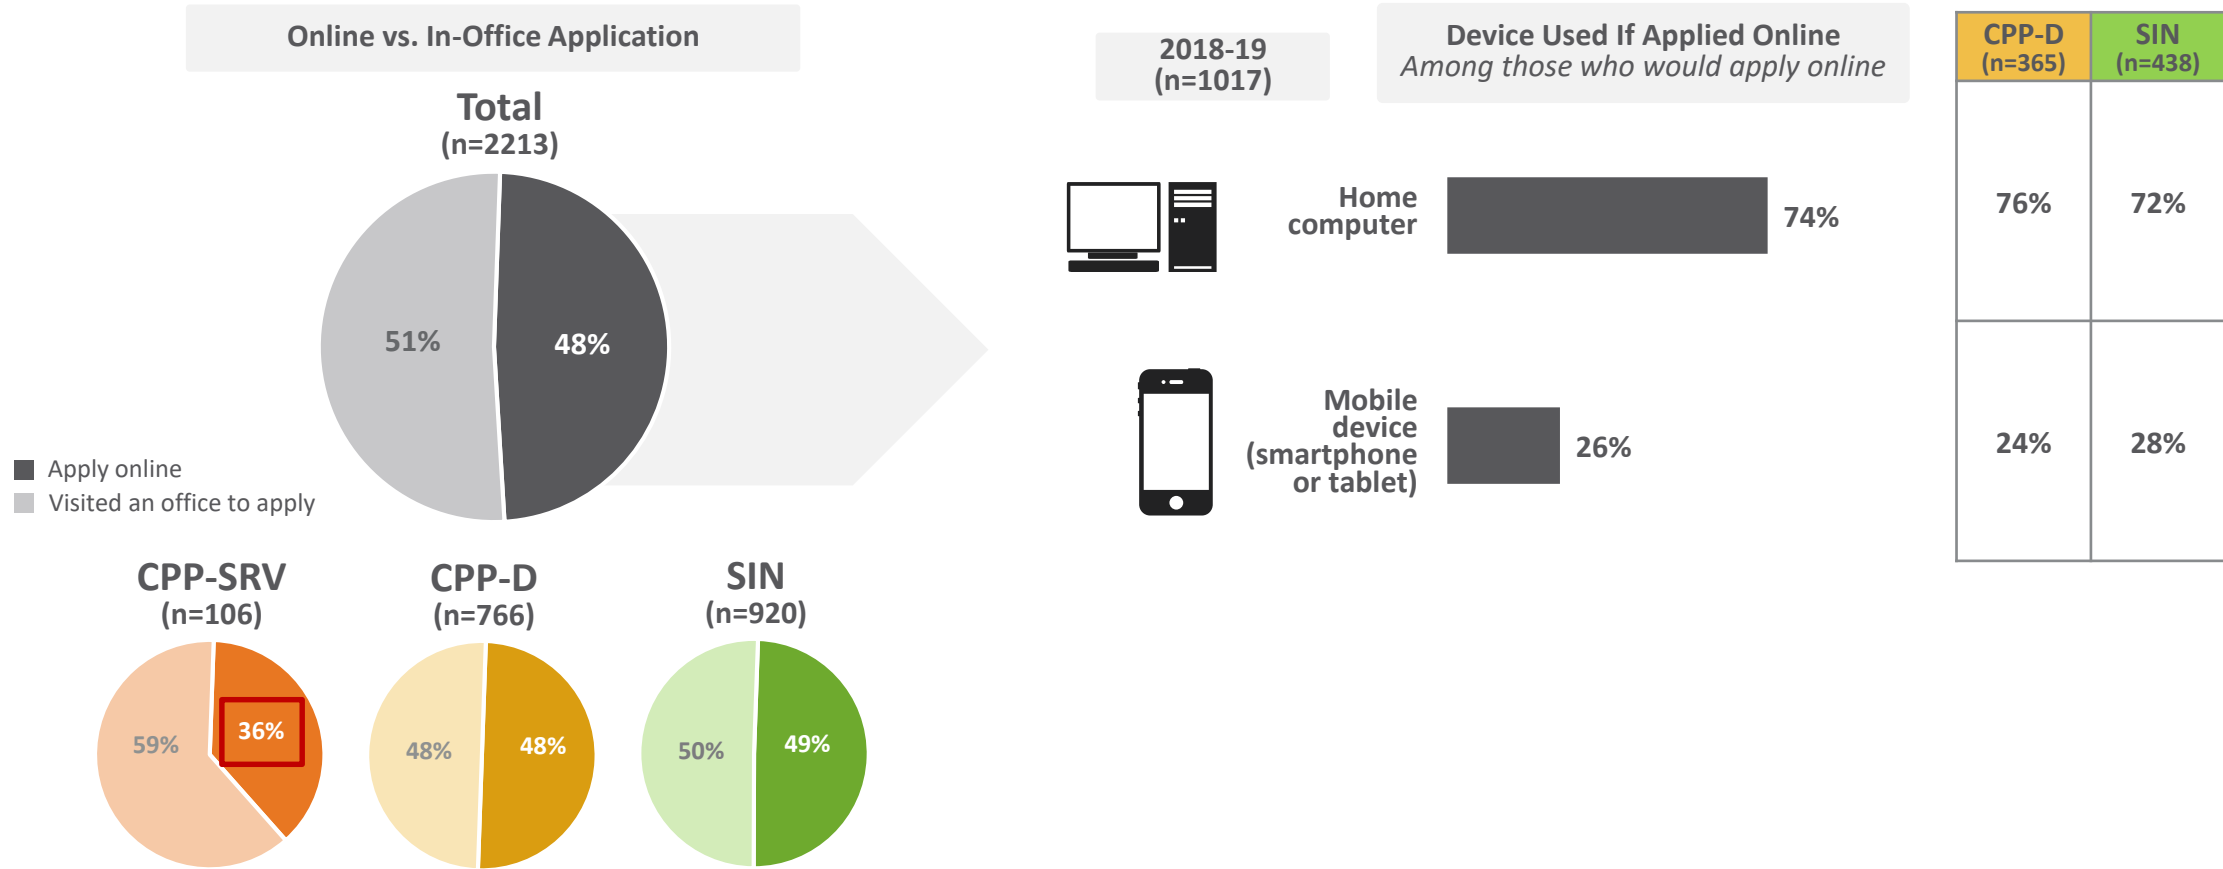 Online vs. In-Office Application
Total
(n=2213)
51%
48%
Apply online
Visited an office to apply
CPP-SRV
(n=106)
59%
36%
CPP-D
(n=766)
48%
48%
SIN
(n=920)
50%
49%
2018-19
(n=1017)
Device Used If Applied Online
Among those who would apply online
Home
computer
74%
Mobile
device
(smartphone
or tablet)
26%
CPP-D
(n=365)
SIN
(n=438)
76%
72%
24%
28%